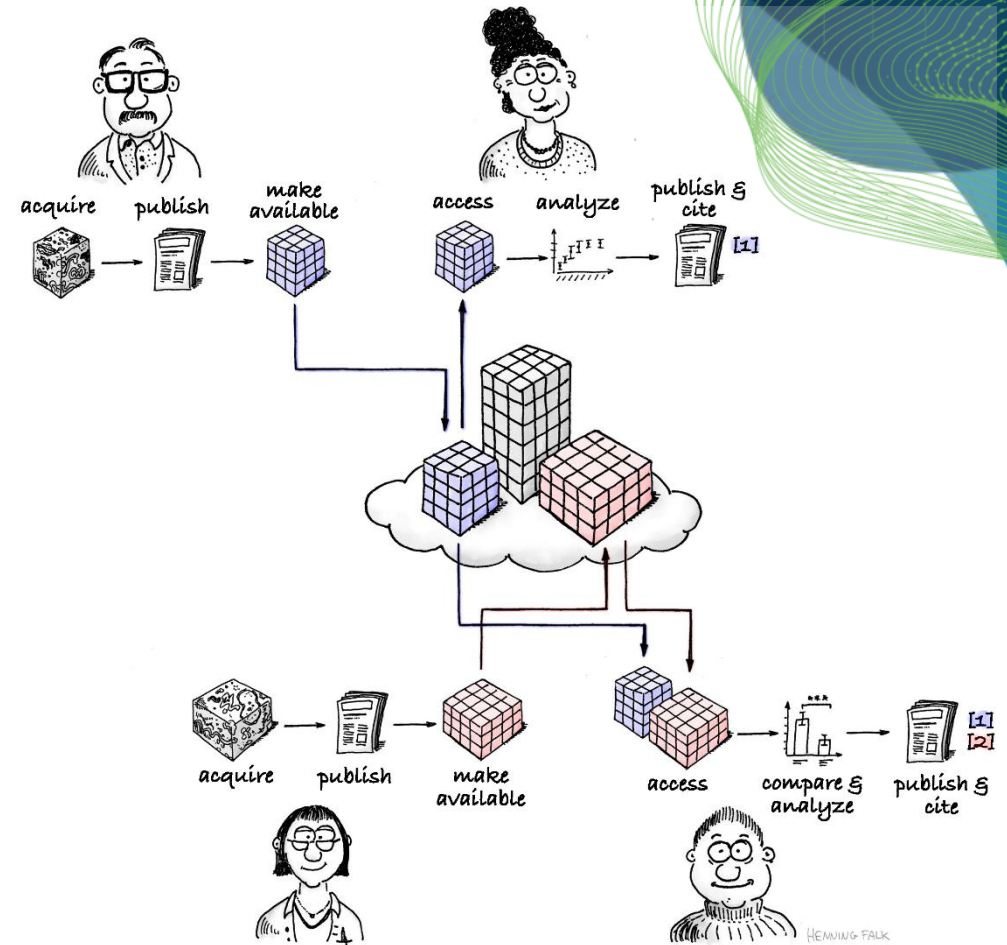 acquire
publish
make
available
access
analyze
publish &
cite
[1]
acquire
publish
make
available
access
compare &
analyze
publish &
cite
[1]
[2]
HENNING FALK